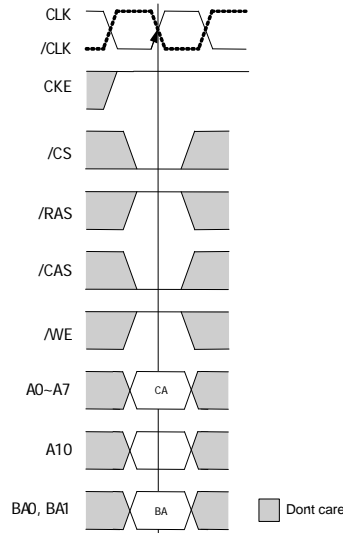 CLK
/CLK
CKE
/CS
/RAS
/CAS
/WE
A0~A7
CA
A10
BA0, BA1
BA
Dont care